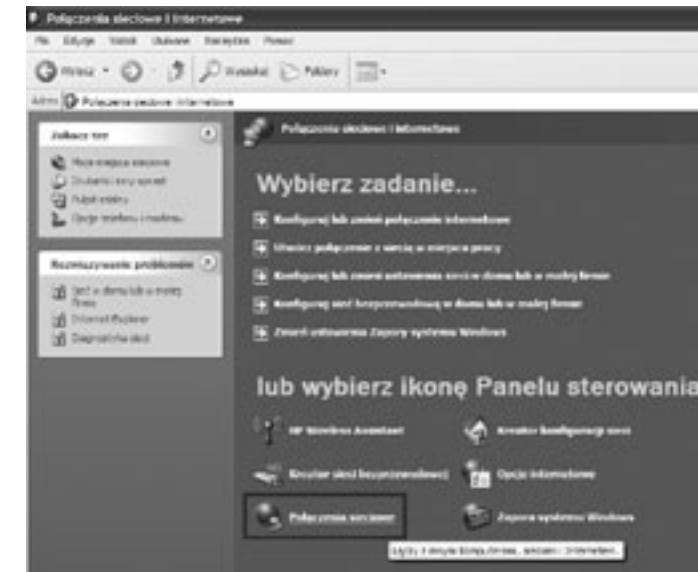 Połączenia sieciowe i internetowe
Plik Edycja Widok Ulubione Narzędzia Pomoc
Wstecz Wyszukaj Foldery
Adres Połączenia sieciowe i internetowe
Zobacz też
Moje miejsca sieciowe
Drukarki i inny sprzęt
Pulpit zdalny
Opcje telefonu i modemu
Rozwiązywanie problemów
Sieć w domu lub w małej
firmie
Internet Explorer
Diagnostyka sieci
Połączenia sieciowe i internetowe
Wybierz zadanie...
Konfiguruj lub zmień połączenie internetowe
Utwórz połączenie z siecią w miejscu pracy
Konfiguruj lub zmień ustawienia sieci w domu lub w małej firmie
Konfiguruj sieć bezprzewodową w domu lub w małej firmie
Zmień ustawienia Zapory systemu Windows
lub wybierz ikonę Panelu sterowania
HP Wireless Assistant
Kreator konfiguracji sieci
Kreator sieci bezprzewodowej
Opcje internetowe
Połączenia sieciowe
Zapora systemu Windows